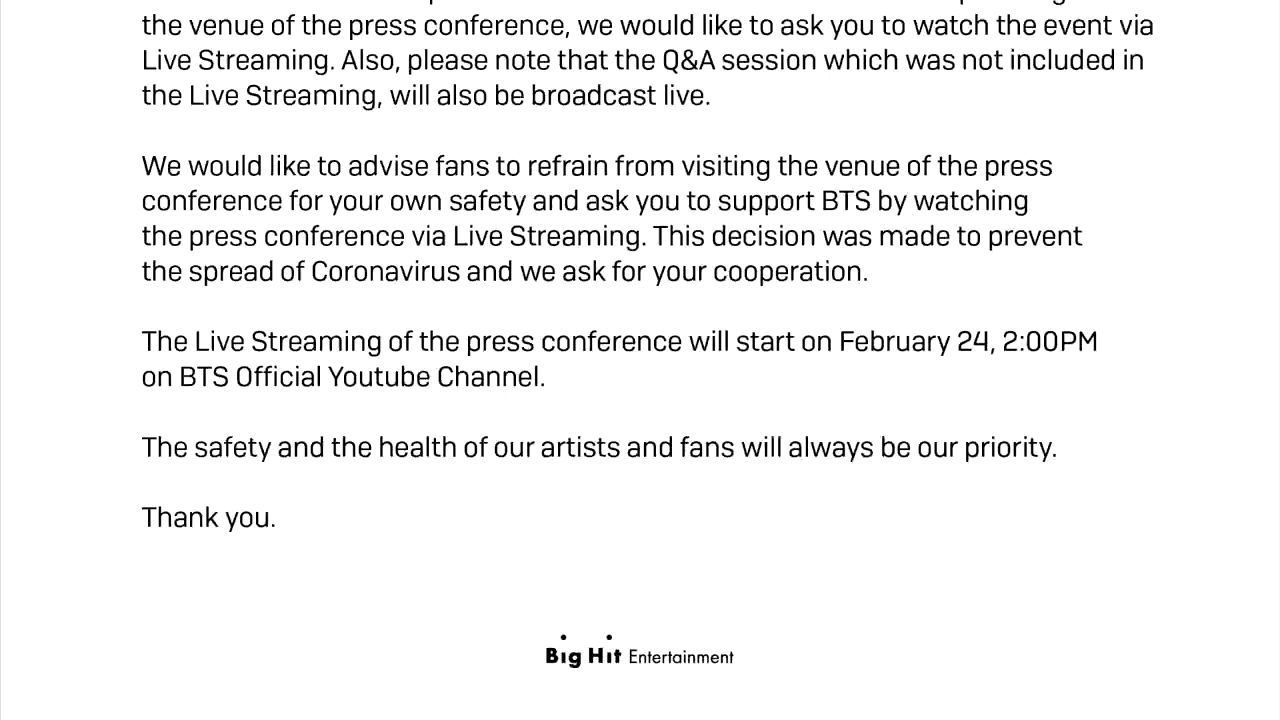 the venue of the press conference, we would like to ask you to watch the event via
Live Streaming. Also, please note that the Q&A session which was not included in
the Live Streaming, will also be broadcast live.
We would like to advise fans to refrain from visiting the venue of the press
conference for your own safety and ask you to support BTS by watching
the press conference via Live Streaming. This decision was made to prevent
the spread of Coronavirus and we ask for your cooperation.
The Live Streaming of the press conference will start on February 24, 2:00PM
on BTS Official Youtube Channel.
The safety and the health of our artists and fans will always be our priority.
Thank you.
Big Hit Entertainment